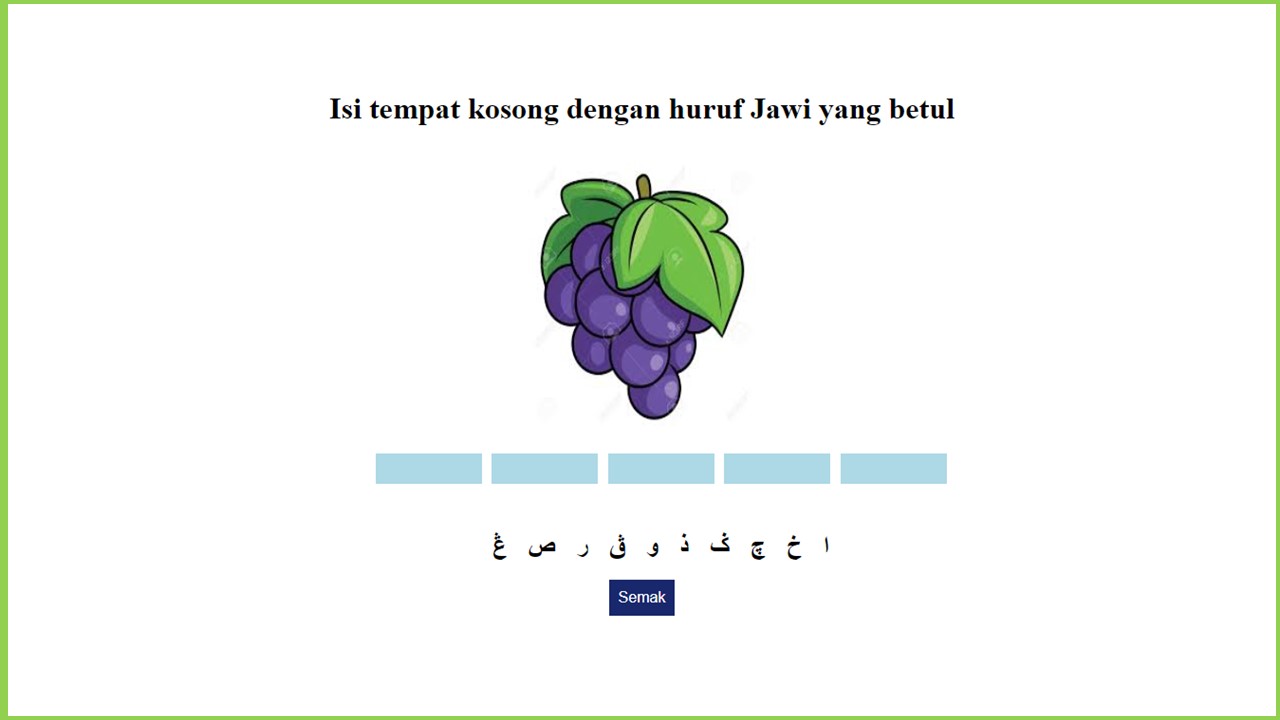 Isi tempat kosong dengan huruf Jawi yang betul
ا خ چ ݢ ذ و ڤ ر ص ڠ
Semak